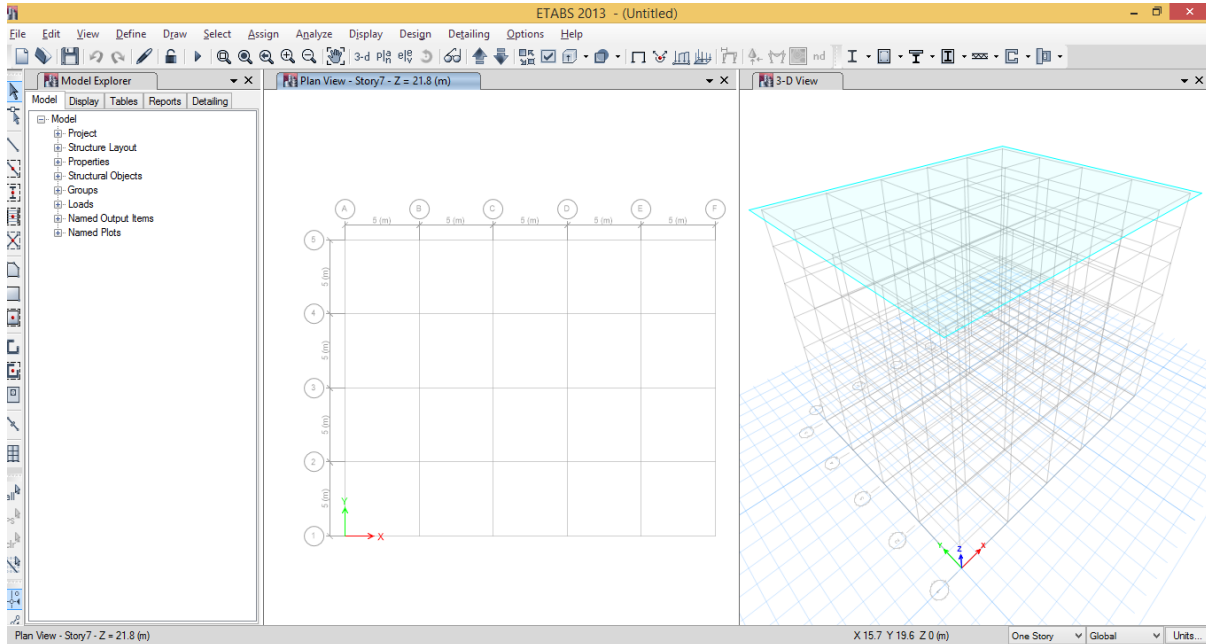 ETABS 2013 - (Untitled)
File Edit View Define Draw Select Assign Analyze Display Design Detailing Options Help
3-d pla ele nd
Model Explorer
Model Display Tables Reports Detailing
Model
Project
Structure Layout
Properties
Structural Objects
Groups
Loads
Named Output Items
Named Plots
Plan View - Story7 - Z = 21.8 (m)
A B C D E F
5 (m) 5 (m) 5 (m) 5 (m) 5 (m)
5
5 (m)
4
5 (m)
3
5 (m)
2
5 (m)
1
Y
X
3-D View
Y Z X
all
Plan View - Story7 - Z = 21.8 (m)
X 15.7 Y 19.6 Z 0 (m)
One Story
Global
Units...